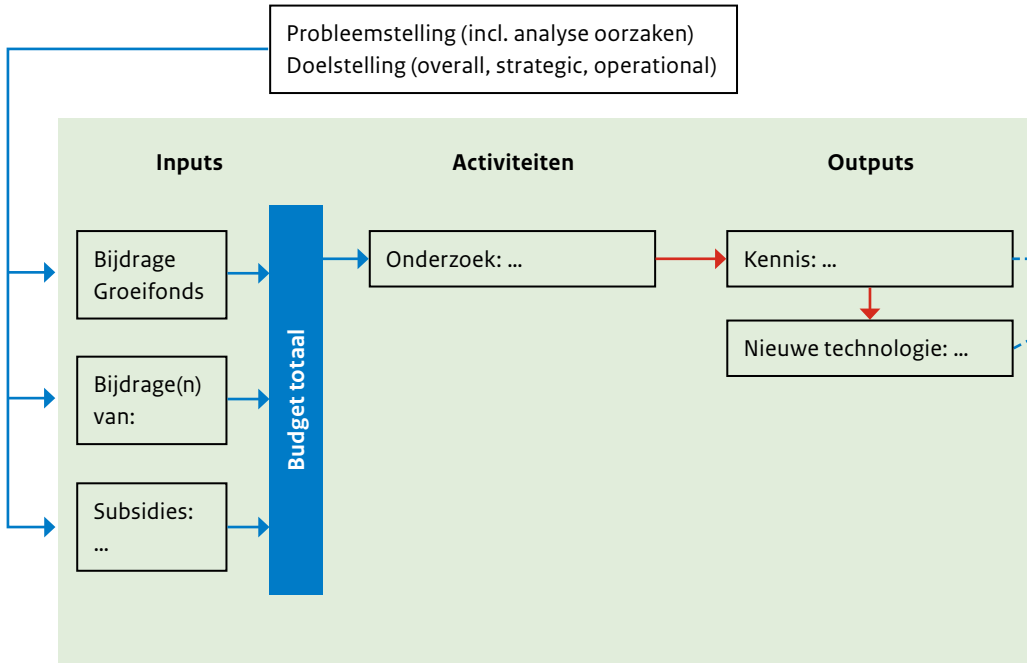 Probleemstelling (incl. analyse oorzaken)
Doelstelling (overall, strategic, operational)
Inputs
Activiteiten
Outputs
Bijdrage
Groeifonds
Bijdrage(n)
van:
Subsidies:
...
Budget totaal
Onderzoek: ...
Kennis: ...
Nieuwe technologie: ...